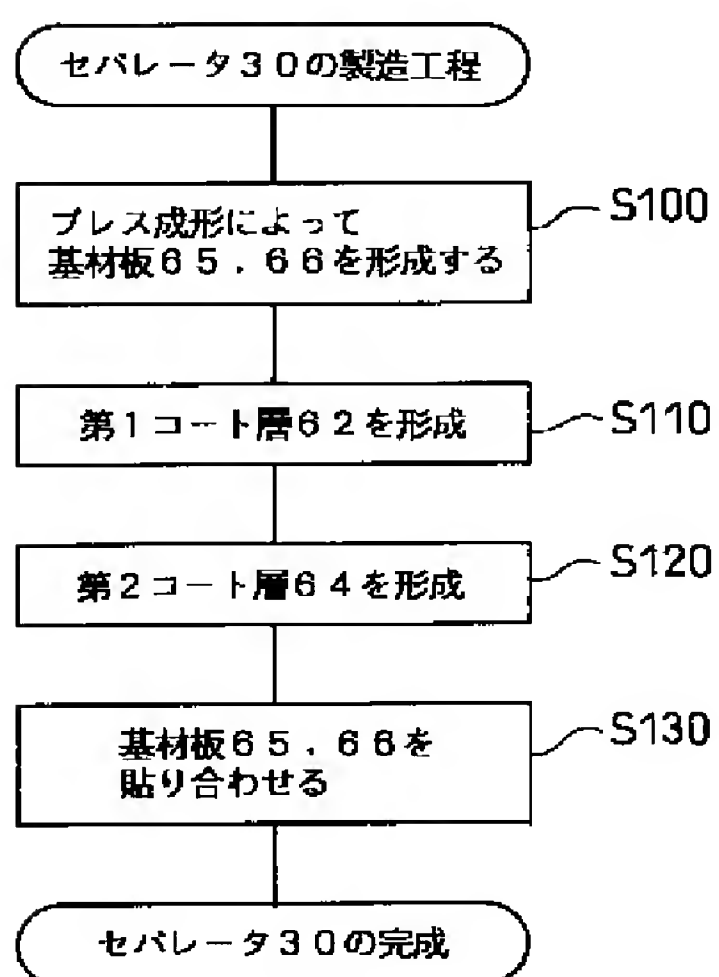 セパレータ30の製造工程
プレス成形によって
基材板65．66を形成する
S100
第1コート層62を形成
S110
第2コート層64を形成
S120
基材板65．66を
貼り合わせる
S130
セパレータ30の完成